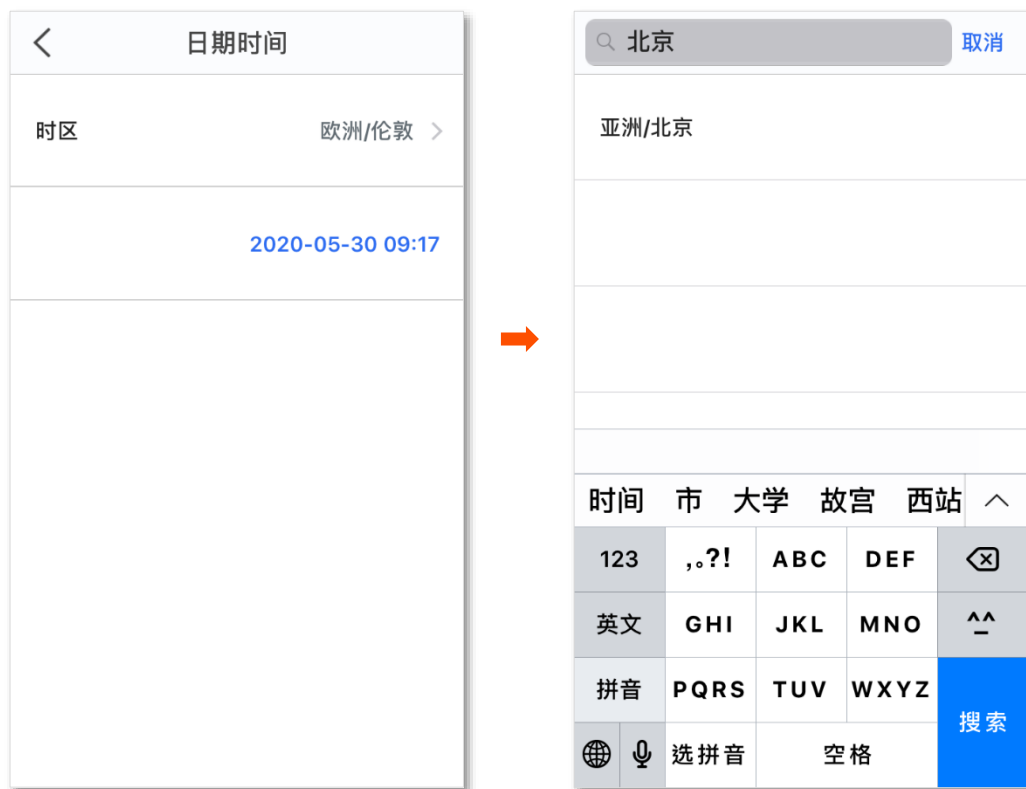 日期时间
时区 欧洲/伦敦
2020-05-30 09:17
北京 取消
亚洲/北京
时间 市 大学 故宫 西站
123 ,。?! ABC DEF
英文 GHI JKL MNO ^^
拼音 PQRS TUV WXYZ
搜索
选拼音 空格